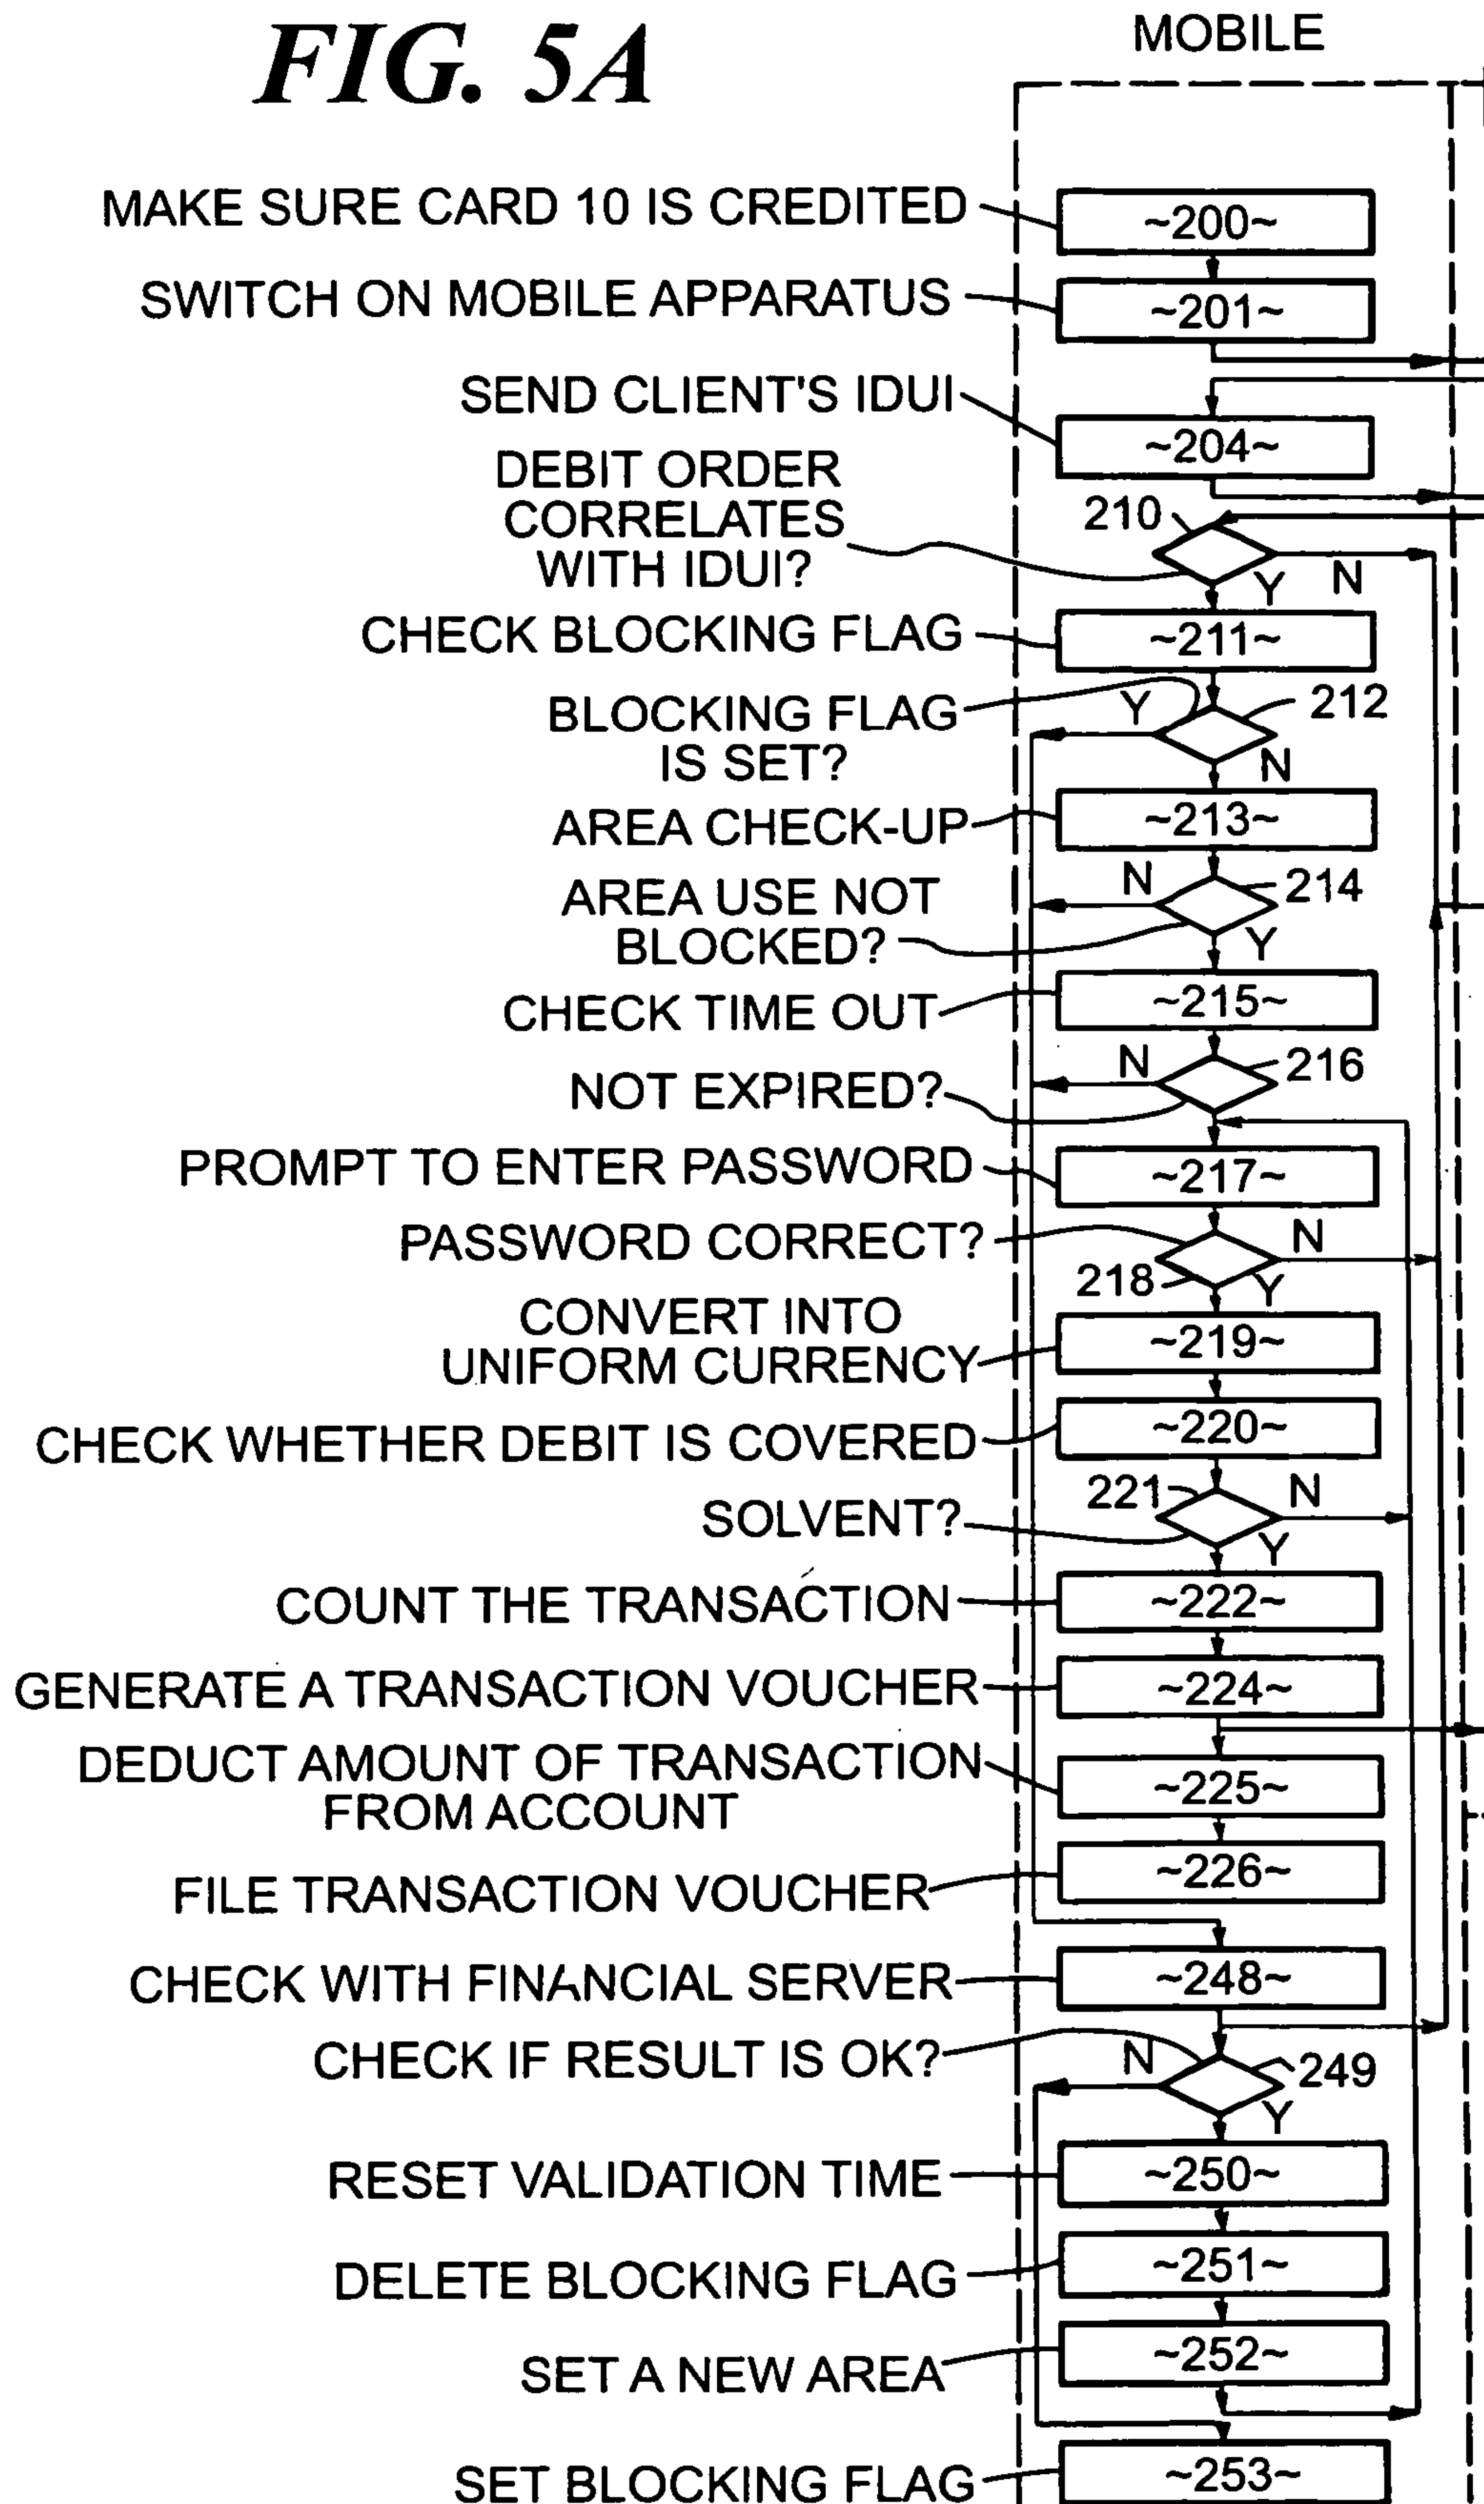 FIG. 5A
MOBILE
MAKE SURE CARD 10 IS CREDITED
~200~
SWITCH ON MOBILE APPARATUS
~201~
SEND CLIENT'S IDUI
~204~
DEBIT ORDER
CORRELATES
WITH IDUI?
210
Y
N
CHECK BLOCKING FLAG
~211~
BLOCKING FLAG
IS SET?
Y
212
N
AREA CHECK-UP
~213~
AREA USE NOT
BLOCKED?
N
214
Y
CHECK TIME OUT
~215~
NOT EXPIRED?
N
216
PROMPT TO ENTER PASSWORD
~217~
PASSWORD CORRECT?
N
218
Y
CONVERT INTO
UNIFORM CURRENCY
~219~
CHECK WHETHER DEBIT IS COVERED
~220~
SOLVENT?
221
N
Y
COUNT THE TRANSACTION
~222~
GENERATE A TRANSACTION VOUCHER
~224~
DEDUCT AMOUNT OF TRANSACTION
FROM ACCOUNT
~225~
FILE TRANSACTION VOUCHER
~226~
CHECK WITH FINANCIAL SERVER
~248~
CHECK IF RESULT IS OK?
N
249
Y
RESET VALIDATION TIME
~250~
DELETE BLOCKING FLAG
~251~
SET A NEW AREA
~252~
SET BLOCKING FLAG
~253~